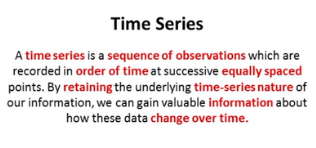 Time Series
A time series is a sequence of observations which are
recorded in order of time at successive equally spaced
points. By retaining the underlying time-series nature of
our information, we can gain valuable information about
how these data change over time.